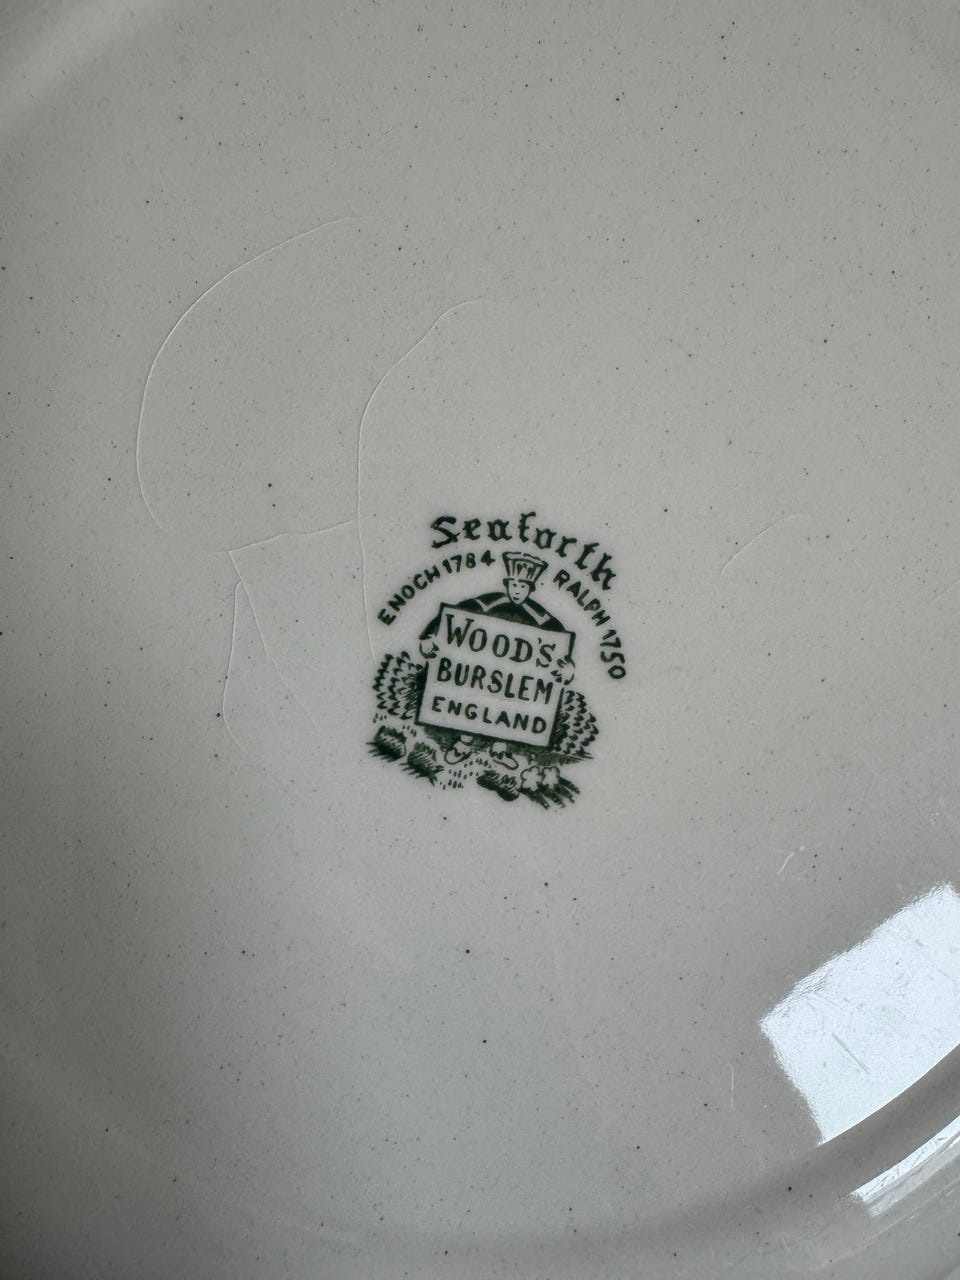 Seaforth
ENOCH 1784 RALPH 1750
WOOD'S
BURSLEM
ENGLAND